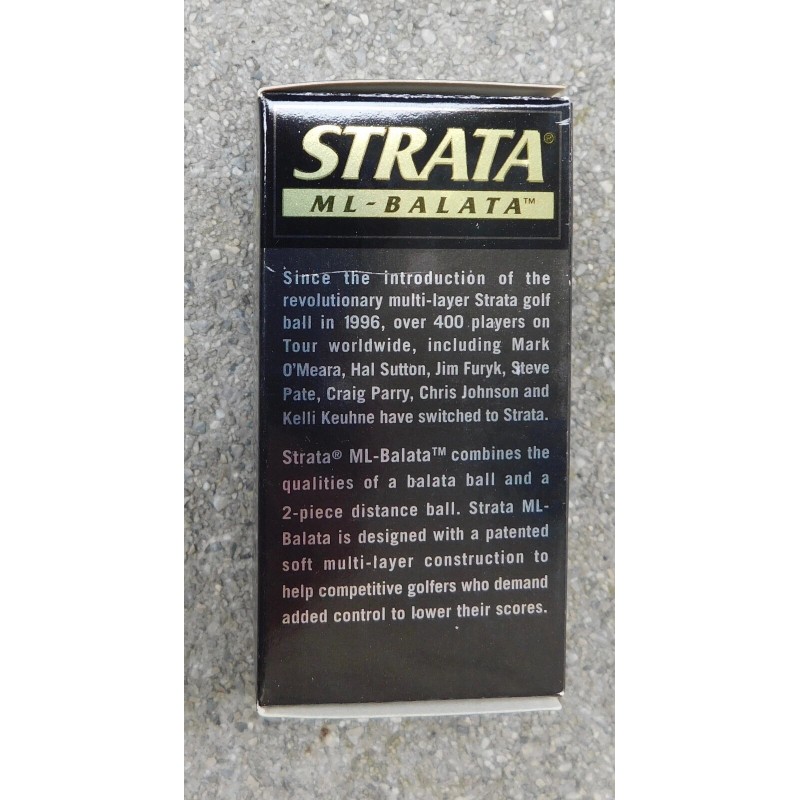 STRATA®
ML-BALATA™
Since the introduction of the
revolutionary multi-layer Strata golf
ball in 1996, over 400 players on
Tour worldwide, including Mark
O'Meara, Hal Sutton, Jim Furyk, Steve
Pate, Craig Parry, Chris Johnson and
Kelli Keuhne have switched to Strata.
Strata® ML-Balata™ combines the
qualities of a balata ball and a
2-piece distance ball. Strata ML-
Balata is designed with a patented
soft multi-layer construction to
help competitive golfers who demand
added control to lower their scores.